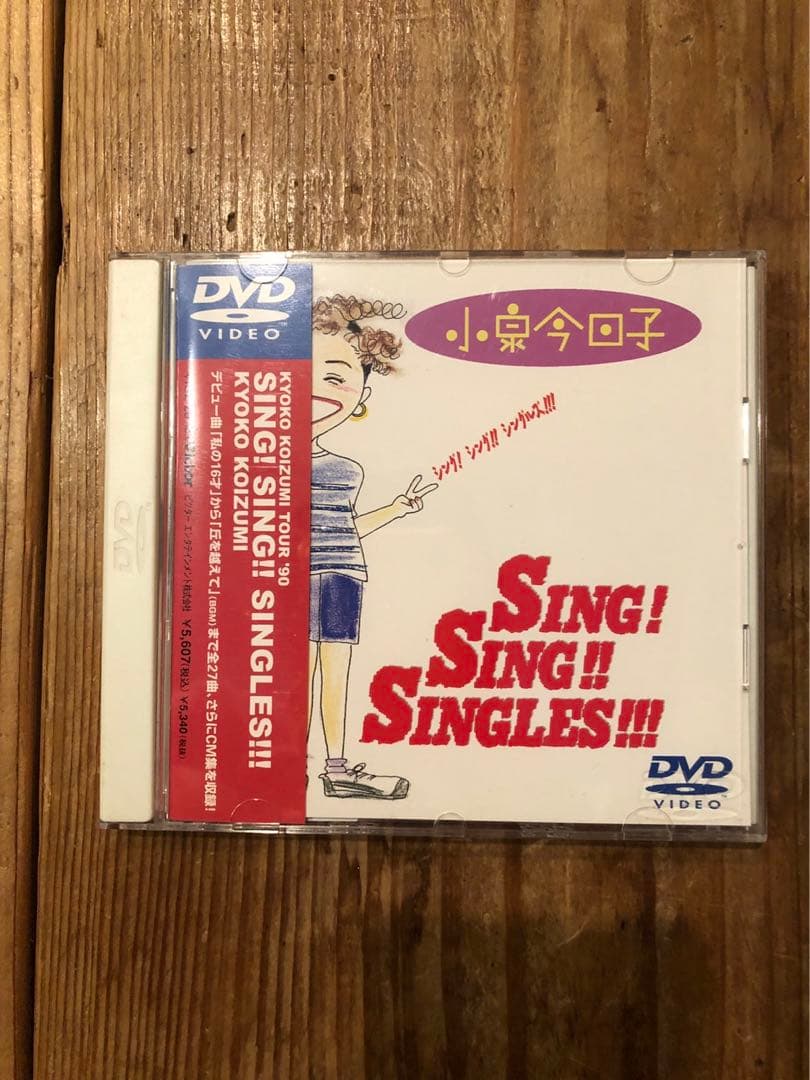 DVD
VIDEO
KYOKO KOIZUMI TOUR '90
SING! SING!! SINGLES!!!
KYOKO KOIZUMI
デビュー曲「私の16才」から「丘を越えて」(BGM)まで全27曲、さらにCM集を収録!
ビクターエンタテインメント株式会社 ¥5,607(税込) ¥5,340(税抜)
小泉今日子
シング! シング!! シングルズ!!!
SING!
SING!!
SINGLES!!!
DVD
VIDEO
DVD